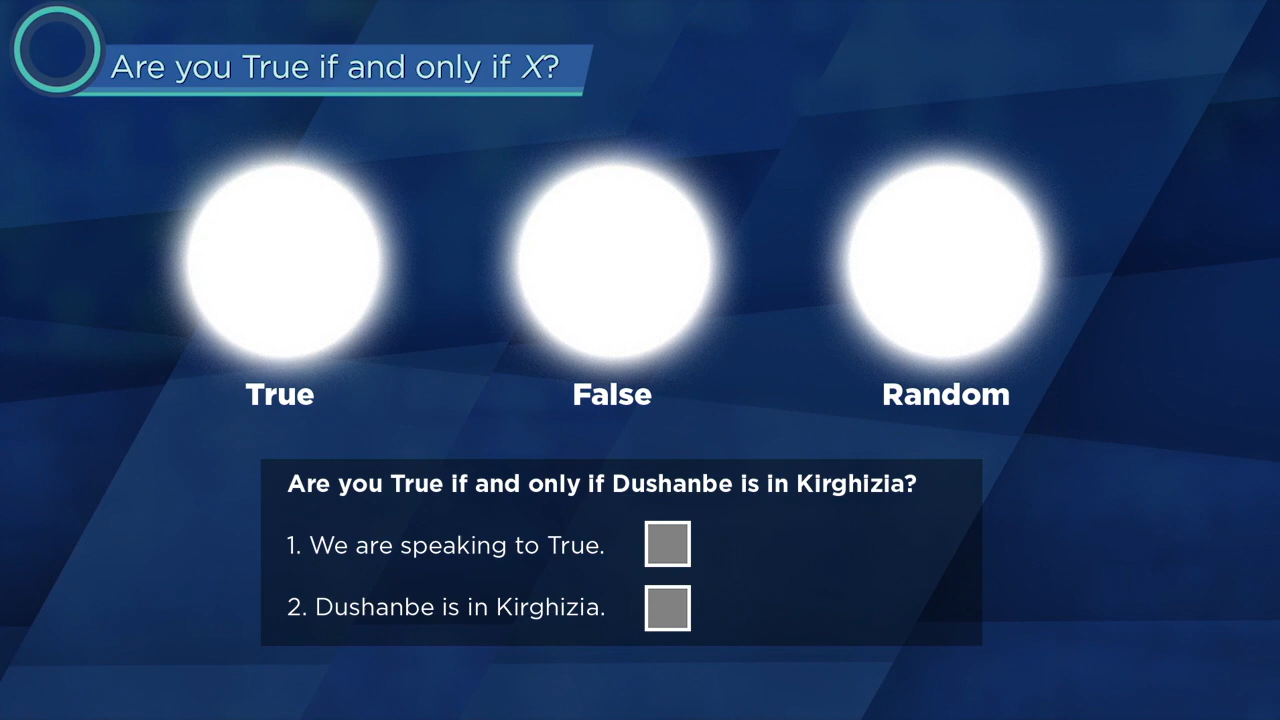 Are you True if and only if X?
True
False
Random
Are you True if and only if Dushanbe is in Kirghizia?
1. We are speaking to True.
2. Dushanbe is in Kirghizia.